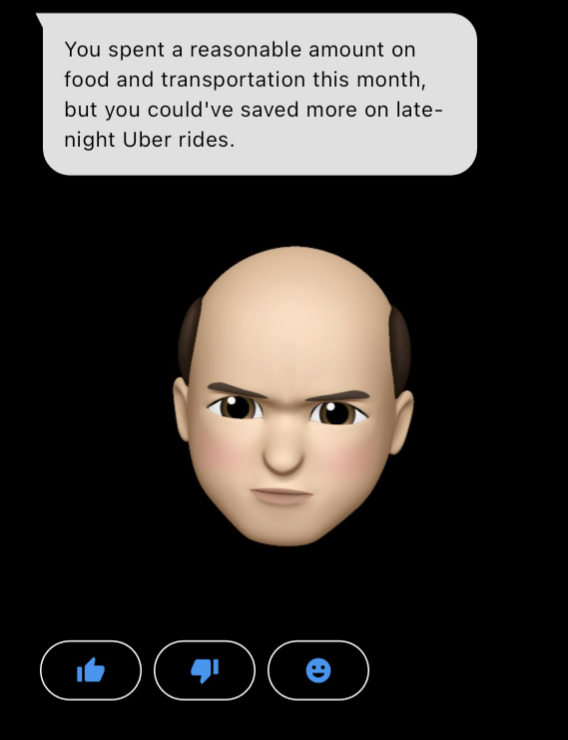 You spent a reasonable amount on
food and transportation this month,
but you could've saved more on late-
night Uber rides.